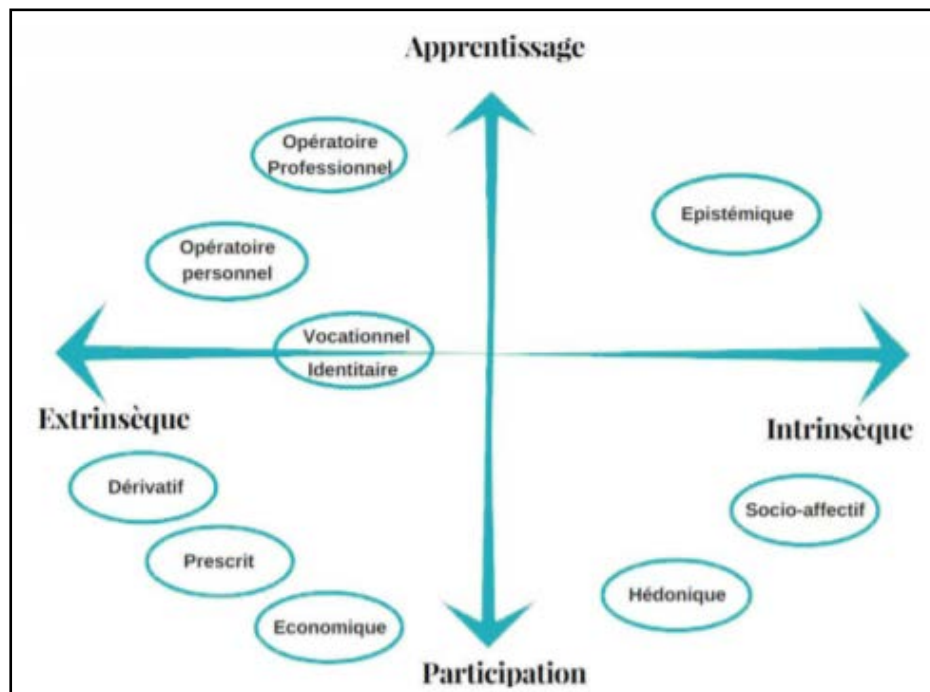 Apprentissage
Opératoire
Professionnel
Epistémique
Opératoire
personnel
Vocationnel
Identitaire
Extrinsèque
Intrinsèque
Dérivatif
Socio-affectif
Prescrit
Hédonique
Economique
Participation